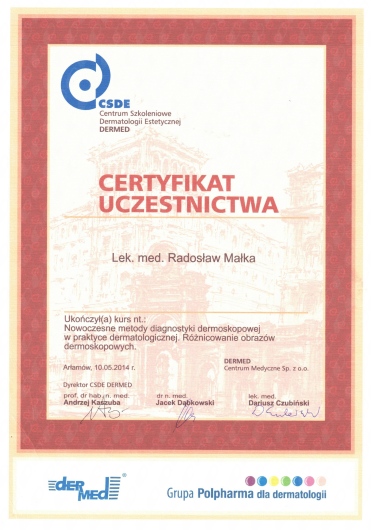 CSDE
Centrum Szkoleniowe
Dermatologii Estetycznej
DERMED
CERTYFIKAT
UCZESTNICTWA
Lek. med. Radosław Małka
Ukończył(a) kurs nt.:
Nowoczesne metody diagnostyki dermoskopowej
w praktyce dermatologicznej. Różnicowanie obrazów
dermoskopowych.
Arłamów, 10.05.2014 r.
DERMED
Centrum Medyczne Sp. z o.o.
Dyrektor CSDE DERMED
prof. dr hab. n. med.
Andrzej Kaszuba
dr n. med.
Jacek Dąbkowski
lek. med.
Dariusz Czubiński
der
Med
Grupa Polpharma dla dermatologii